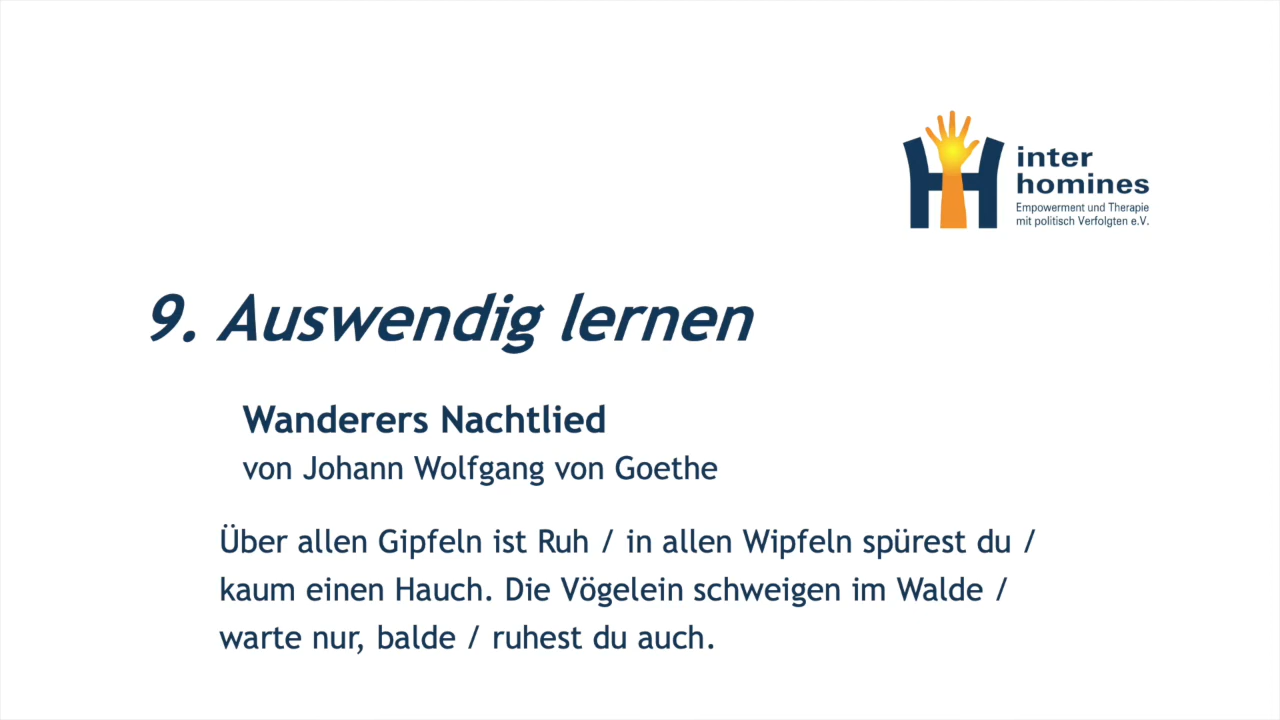 inter
homines
Empowerment und Therapie
mit politisch Verfolgten e.V.
9. Auswendig lernen
Wanderers Nachtlied
von Johann Wolfgang von Goethe
Über allen Gipfeln ist Ruh / in allen Wipfeln spürest du /
kaum einen Hauch. Die Vögelein schweigen im Walde /
warte nur, balde / ruhest du auch.